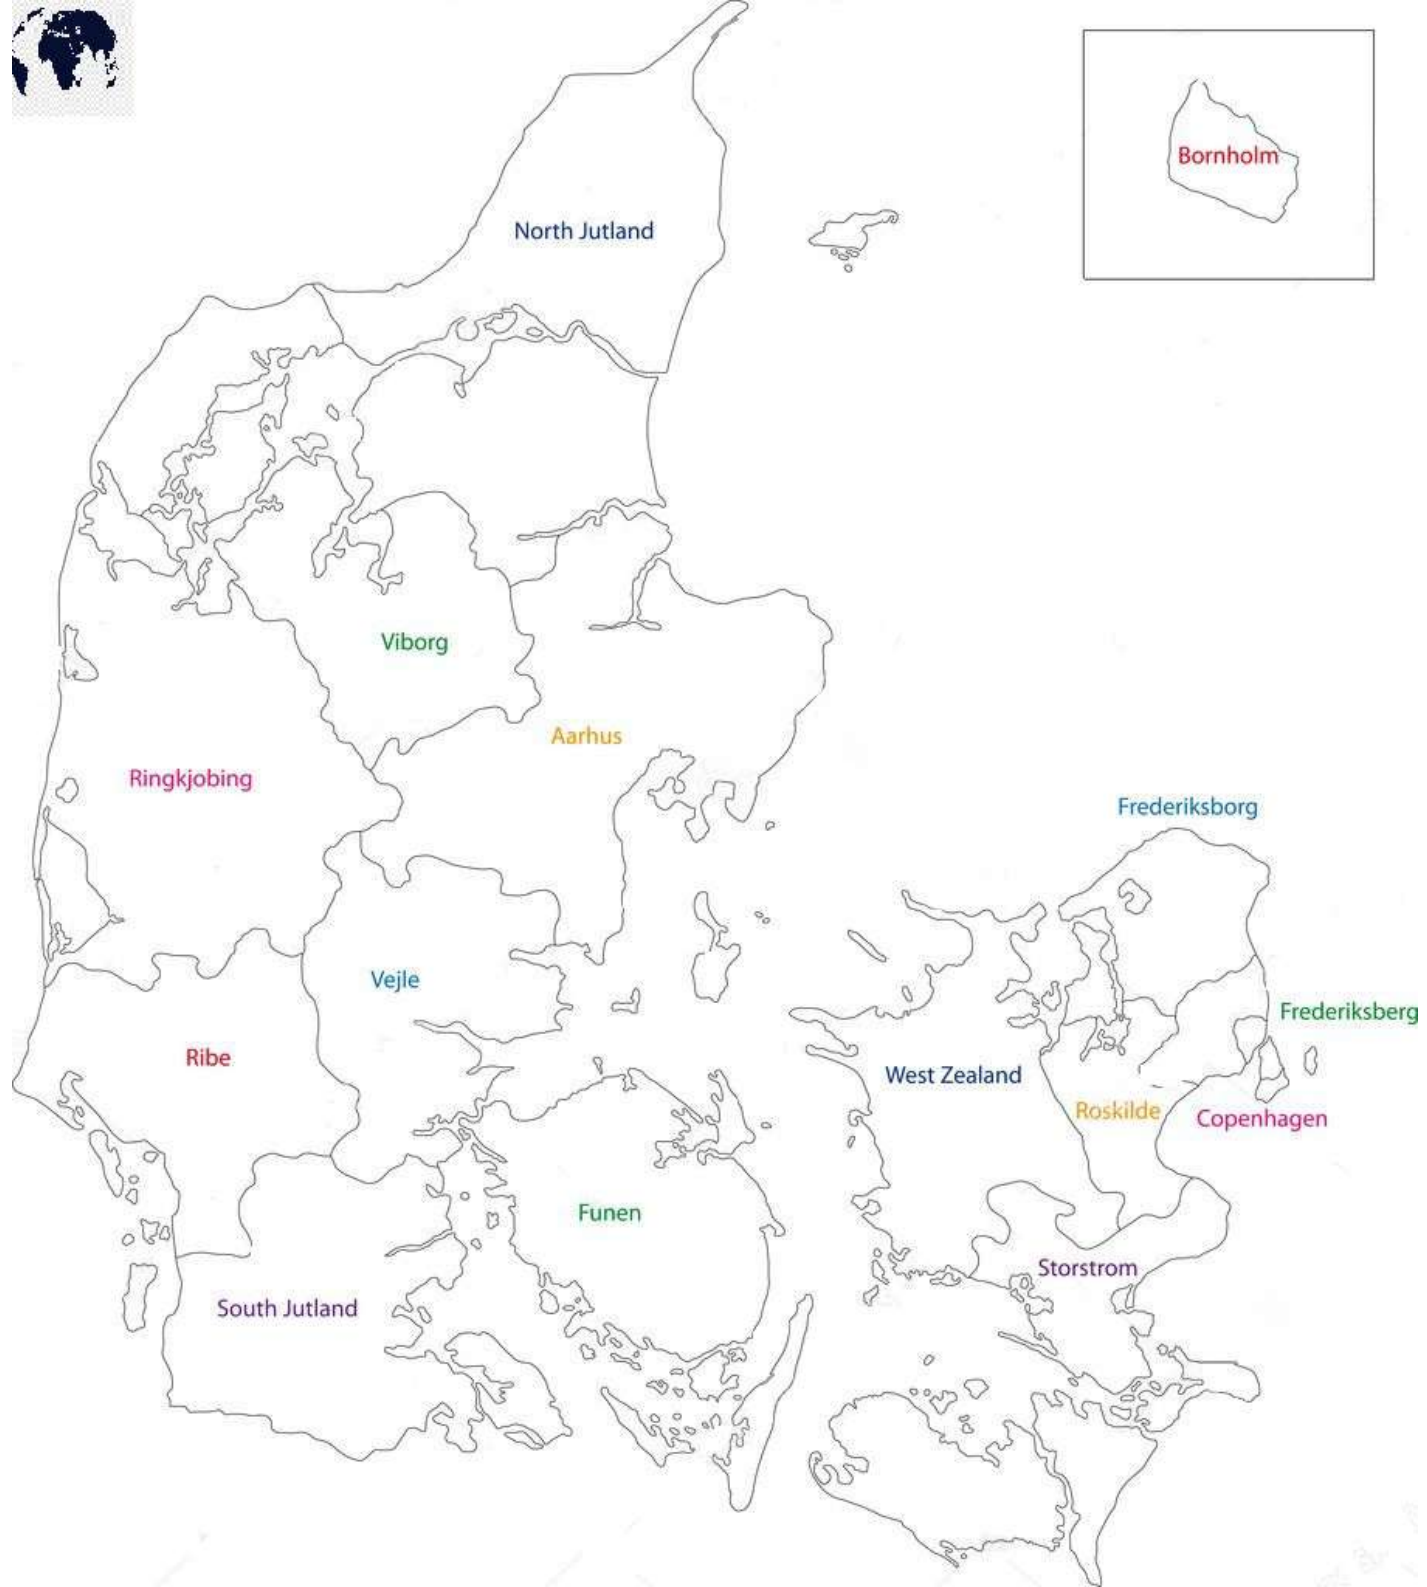 Bornholm
North Jutland
Viborg
Aarhus
Ringkjobing
Frederiksborg
Vejle
Frederiksberg
Ribe
West Zealand
Roskilde
Copenhagen
Funen
Storstrom
South Jutland